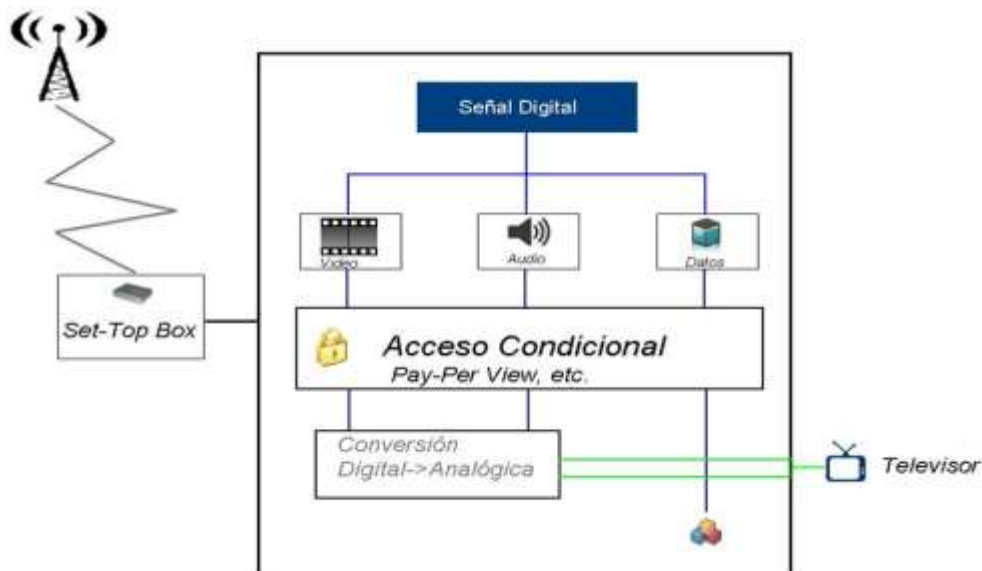 Señal Digital
Video
Audio
Datos
Set-Top Box
Acceso Condicional
Pay-Per View, etc.
Conversión
Digital->Analógica
Televisor